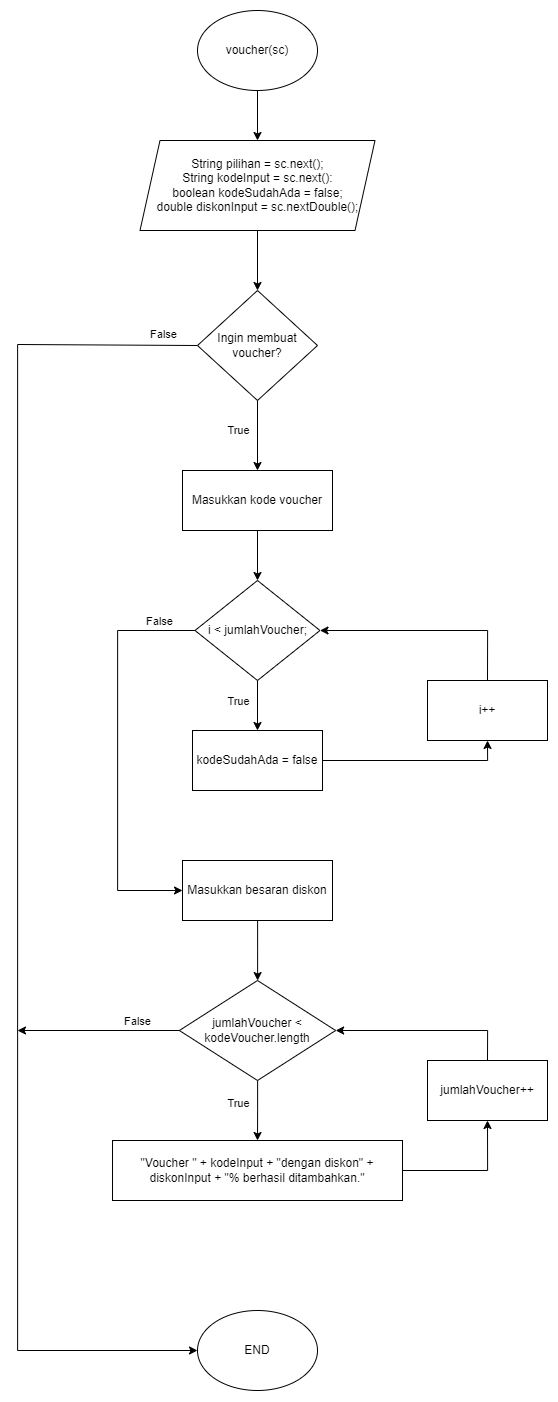 voucher(sc)
String pilihan = sc.next();
String kodeInput = sc.next():
boolean kodeSudahAda = false;
double diskonInput = sc.nextDouble();
False
Ingin membuat
voucher?
True
Masukkan kode voucher
False
i < jumlahVoucher;
True
i++
kodeSudahAda = false
Masukkan besaran diskon
False
jumlahVoucher <
kodeVoucher.length
True
jumlahVoucher++
"Voucher " + kodeInput + "dengan diskon" +
diskonInput + "% berhasil ditambahkan."
END